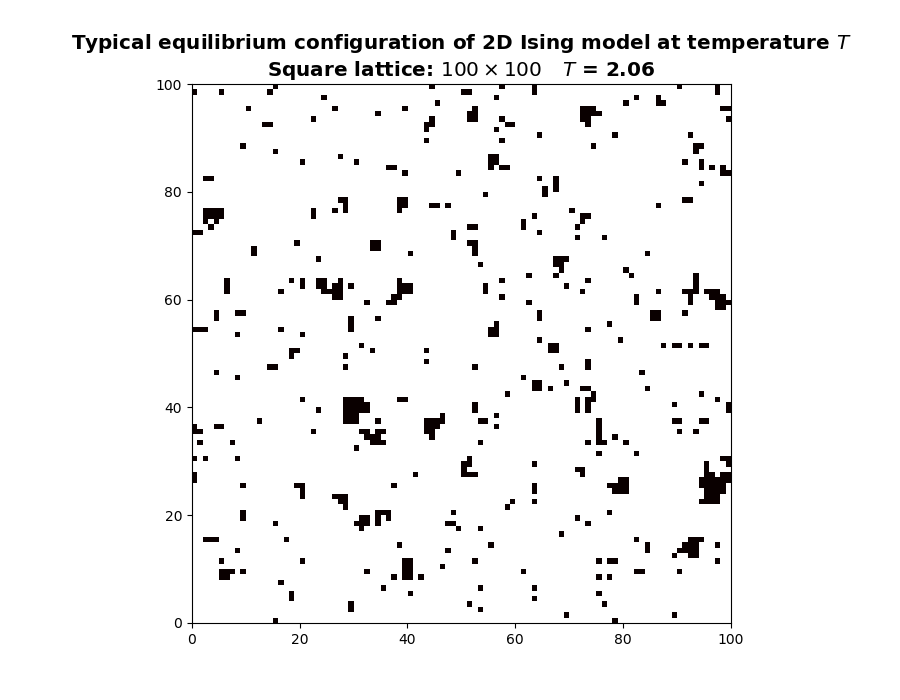 Typical equilibrium configuration of 2D Ising model at temperature T
Square lattice: 100 × 100 T = 2.06
100
80
60
40
20
0
0 20 40 60 80 100